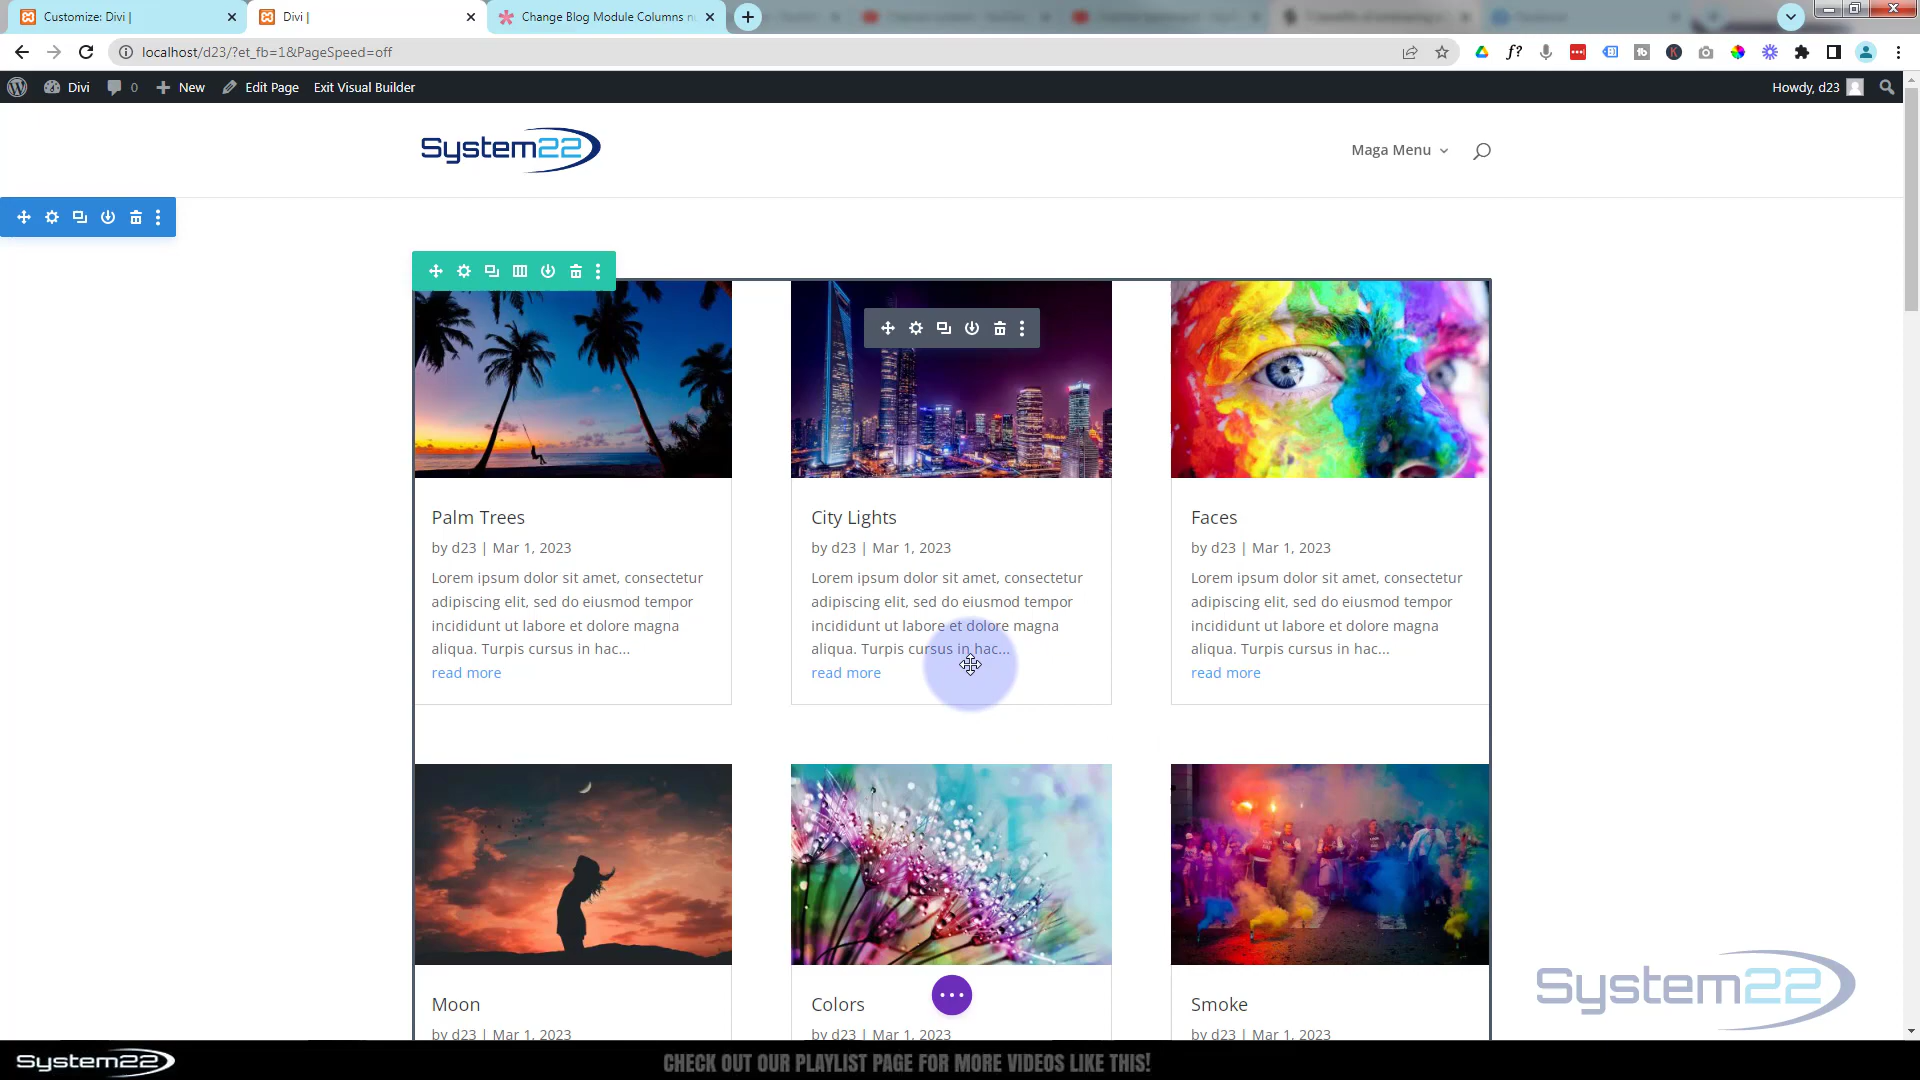 Customize: Divi |
Divi |
Change Blog Module Columns n
localhost/d23/?et_fb=1&PageSpeed=off
Divi
0
New
Edit Page
Exit Visual Builder
Howdy, d23
System22
Maga Menu
Palm Trees
by d23 | Mar 1, 2023
Lorem ipsum dolor sit amet, consectetur
adipiscing elit, sed do eiusmod tempor
incididunt ut labore et dolore magna
aliqua. Turpis cursus in hac...
read more
City Lights
by d23 | Mar 1, 2023
Lorem ipsum dolor sit amet, consectetur
adipiscing elit, sed do eiusmod tempor
incididunt ut labore et dolore magna
aliqua. Turpis cursus in hac...
read more
Faces
by d23 | Mar 1, 2023
Lorem ipsum dolor sit amet, consectetur
adipiscing elit, sed do eiusmod tempor
incididunt ut labore et dolore magna
aliqua. Turpis cursus in hac...
read more
Moon
by d23 | Mar 1, 2023
Colors
by d23 | Mar 1, 2023
Smoke
by d23 | Mar 1, 2023
System22
System22
CHECK OUT OUR PLAYLIST PAGE FOR MORE VIDEOS LIKE THIS!